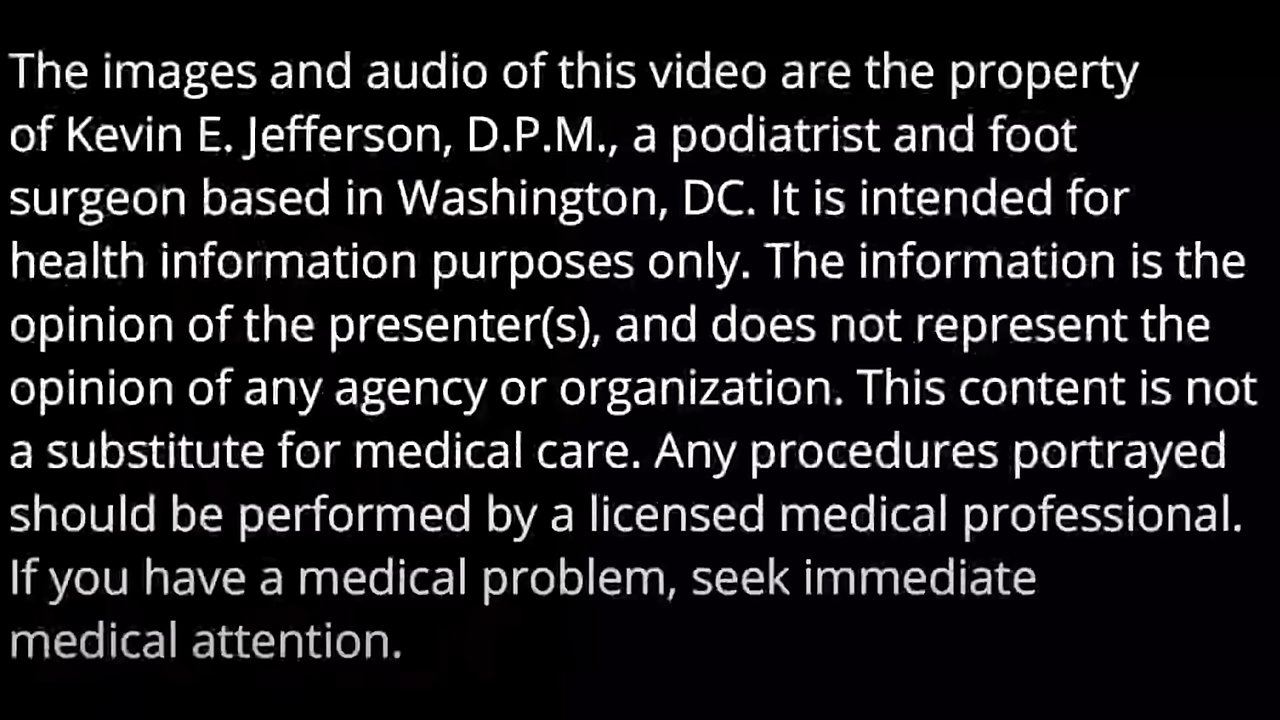 The images and audio of this video are the property
of Kevin E. Jefferson, D.P.M., a podiatrist and foot
surgeon based in Washington, DC. It is intended for
health information purposes only. The information is the
opinion of the presenter(s), and does not represent the
opinion of any agency or organization. This content is not
a substitute for medical care. Any procedures portrayed
should be performed by a licensed medical professional.
If you have a medical problem, seek immediate
medical attention.